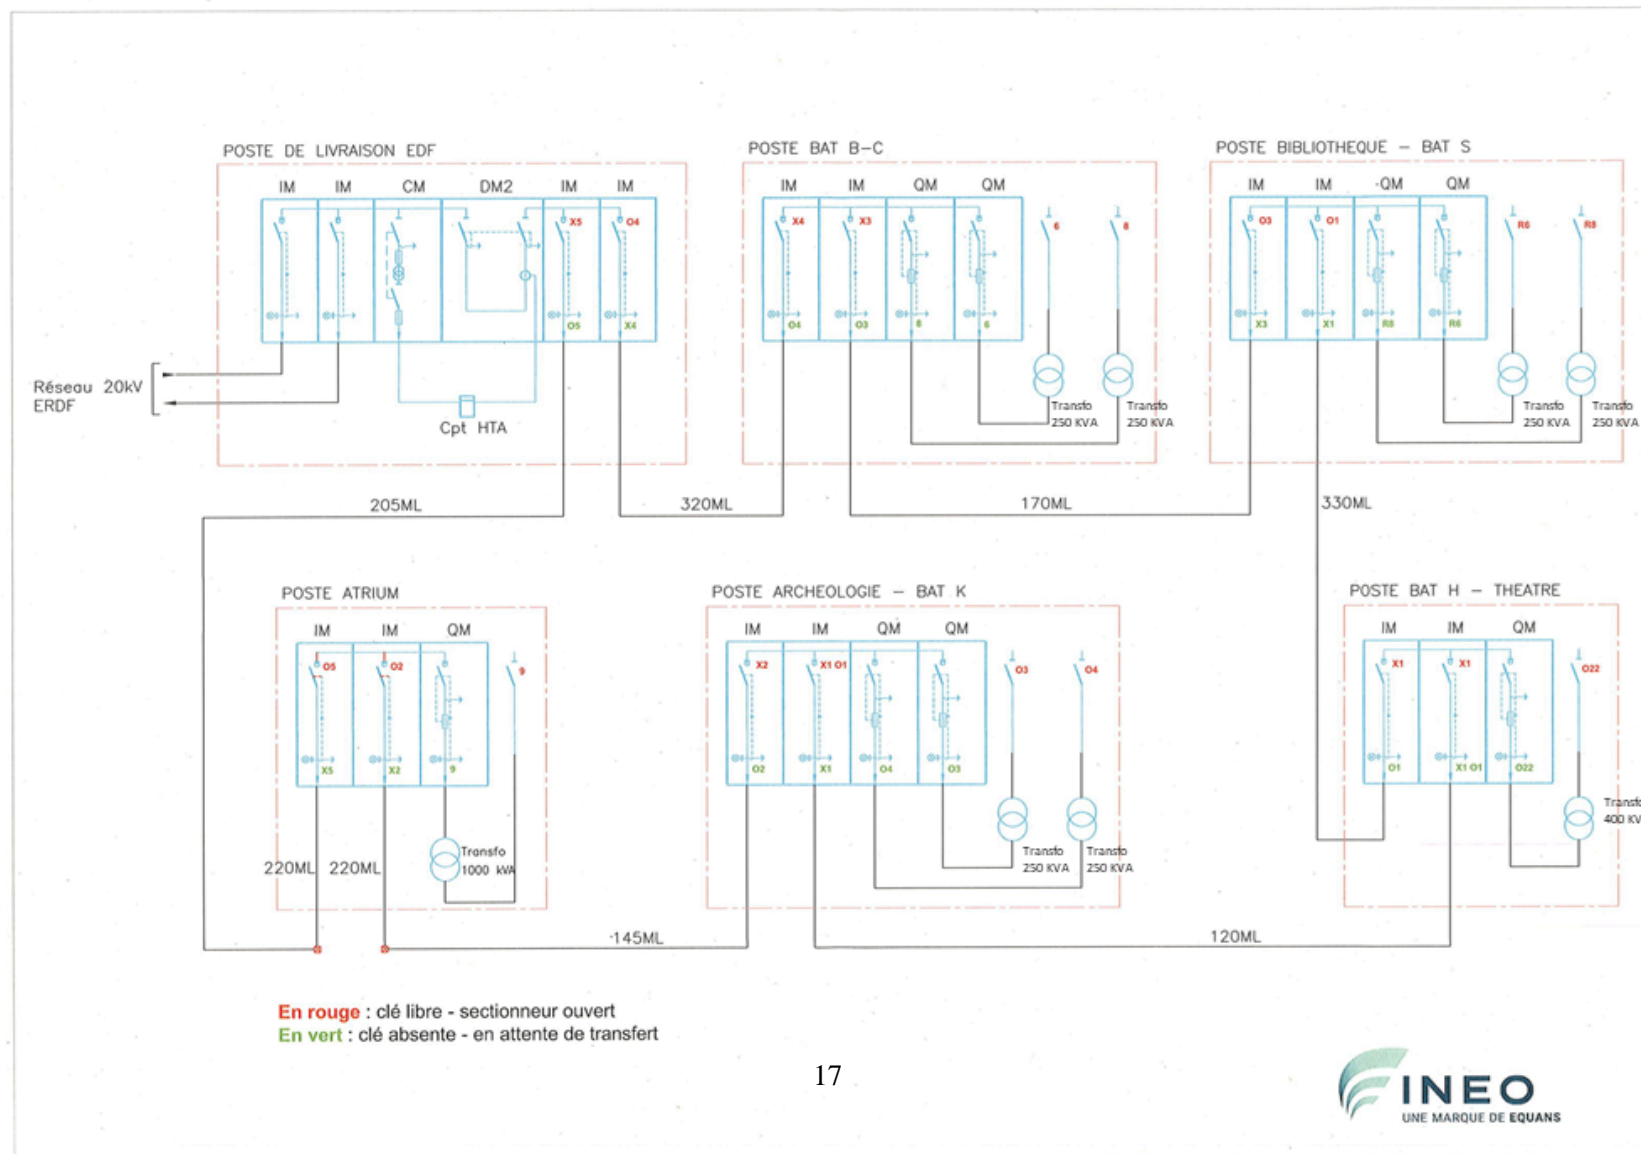 POSTE DE LIVRAISON EDF
IM IM CM DM2 IM IM
X5 O4
O5 X4
Réseau 20kV
ERDF
Cpt HTA
POSTE BAT B-C
IM IM QM QM
X4 X3 6 8
O4 O3 8 6
Transfo
250 KVA
Transfo
250 KVA
POSTE BIBLIOTHEQUE - BAT S
IM IM QM QM
O3 O1 R6 R8
X3 X1 R8 R6
Transfo
250 KVA
Transfo
250 KVA
205ML 320ML 170ML 330ML
POSTE ATRIUM
IM IM QM
O5 O2 9
X5 X2 9
Transfo
1000 kVA
220ML 220ML
POSTE ARCHEOLOGIE - BAT K
IM IM QM QM
X2 X1 O1 O3 O4
O2 X1 O4 O3
Transfo
250 KVA
Transfo
250 KVA
POSTE BAT H - THEATRE
IM IM QM
X1 X1 O22
O1 X1 O1 O22
Transfo
400 KV
145ML 120ML
En rouge : clé libre - sectionneur ouvert
En vert : clé absente - en attente de transfert
17
INEO
UNE MARQUE DE EQUANS